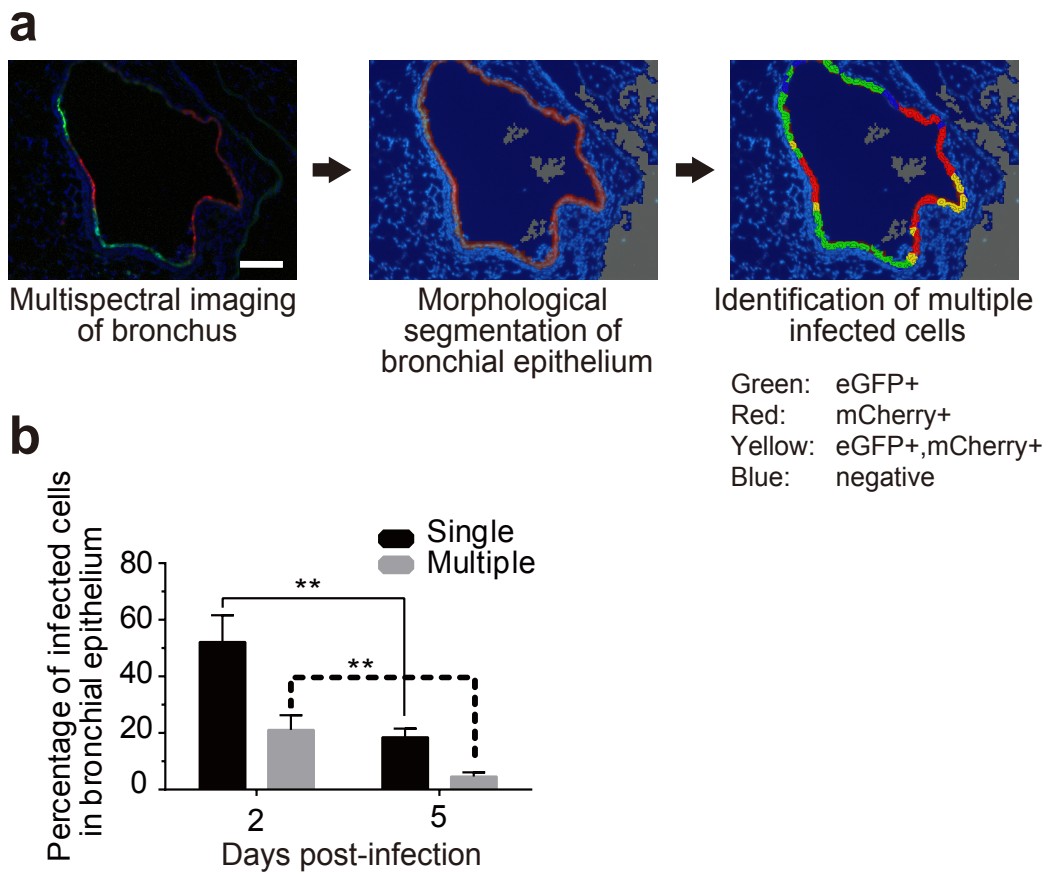 a
Multispectral imaging
of bronchus
Morphological
segmentation of
bronchial epithelium
Identification of multiple
infected cells
Green: eGFP+
Red: mCherry+
Yellow: eGFP+,mCherry+
Blue: negative
b
Percentage of infected cells
in bronchial epithelium
Single
Multiple
80
60
40
20
0
**
**
2
5
Days post-infection